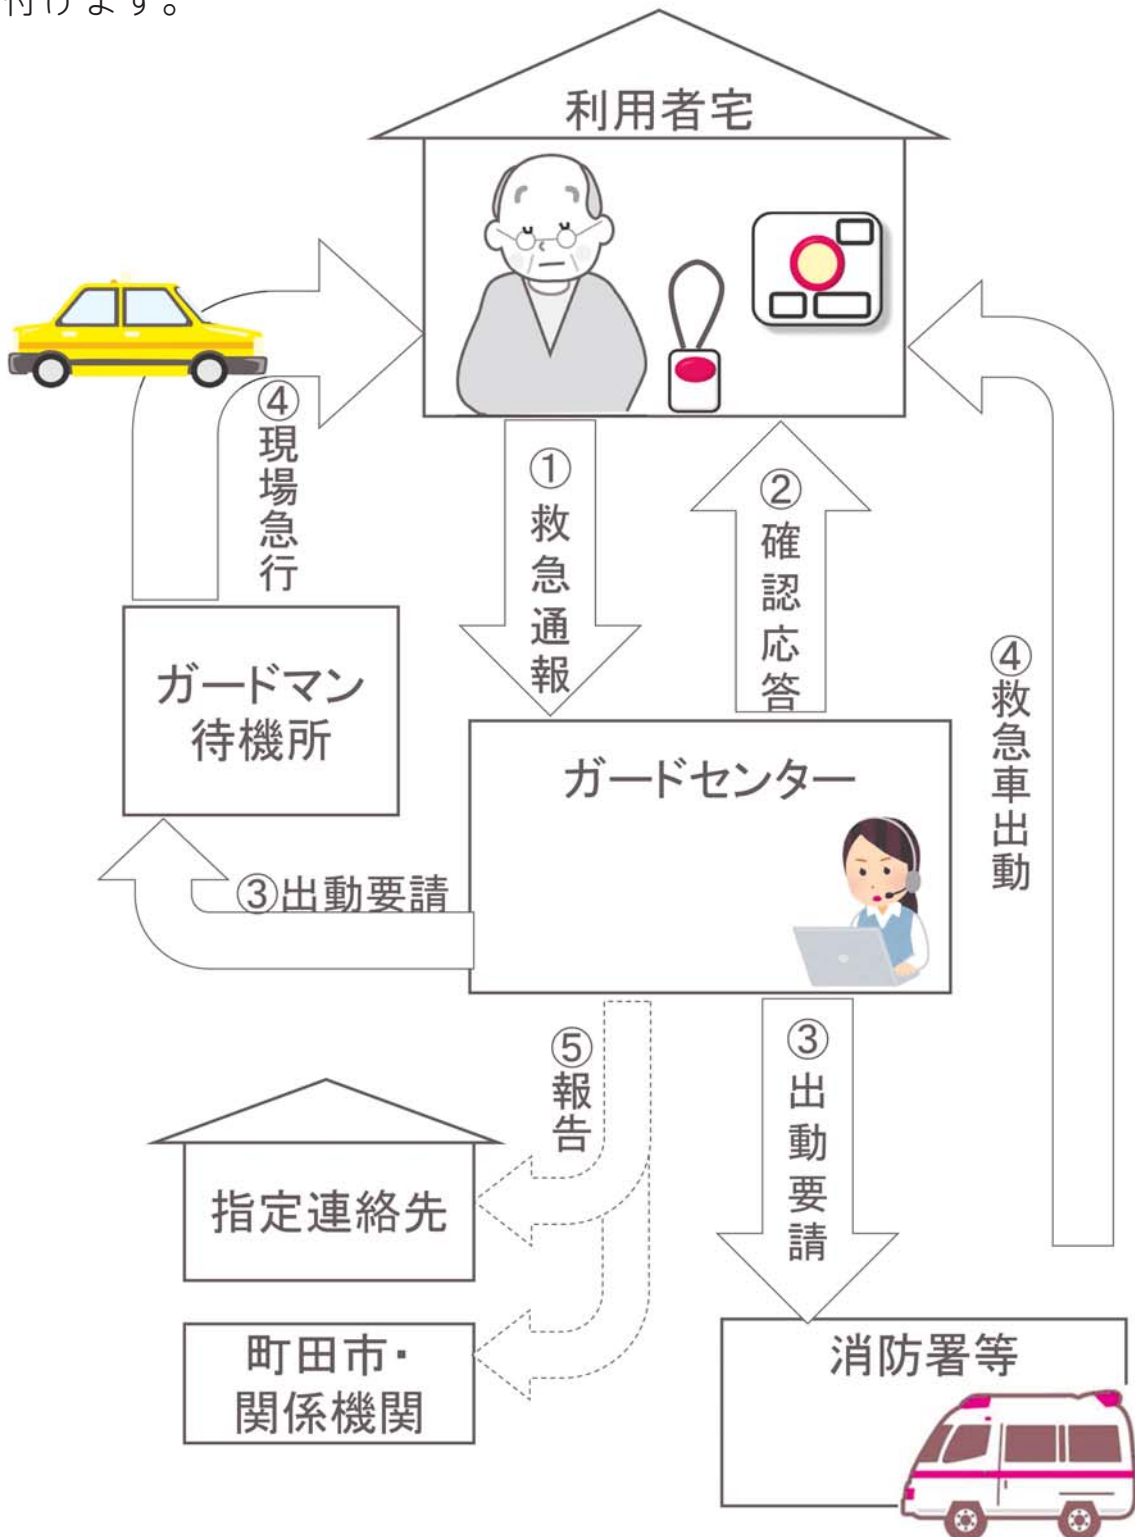 付けます。
利用者宅
④現場急行
①救急通報
②確認応答
④救急車出動
ガードマン
待機所
ガードセンター
③出動要請
⑤報告
③出動要請
指定連絡先
町田市・
関係機関
消防署等